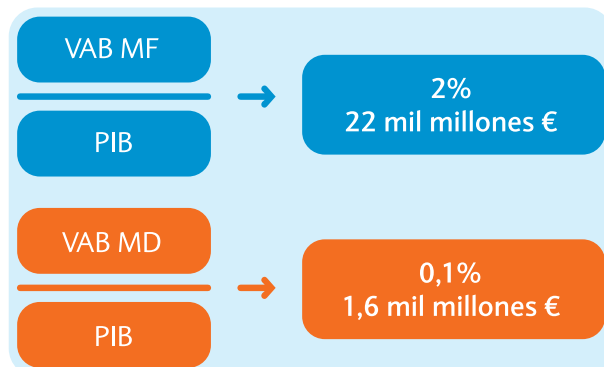 VAB MF
PIB
2%
22 mil millones €
VAB MD
PIB
0,1%
1,6 mil millones €